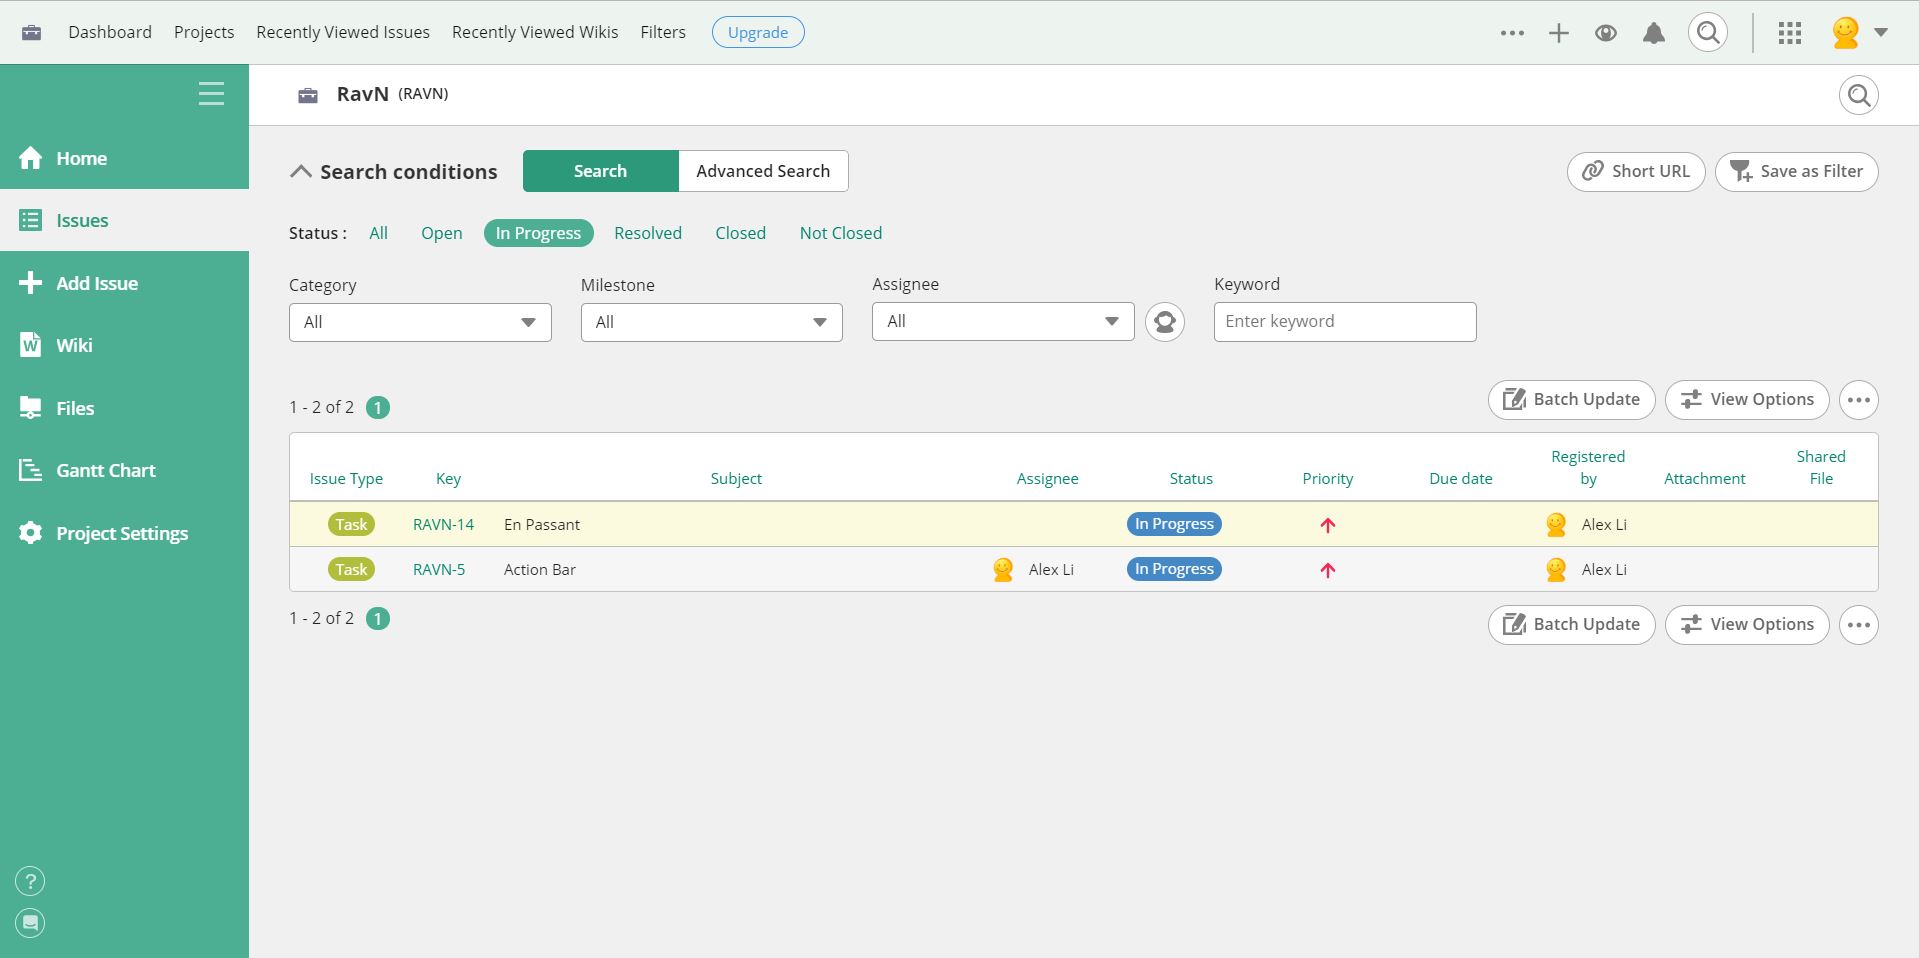 Dashboard Projects Recently Viewed Issues Recently Viewed Wikis Filters Upgrade
RavN (RAVN)
Home
Issues
Add Issue
Wiki
Files
Gantt Chart
Project Settings
Search conditions Search Advanced Search Short URL Save as Filter
Status : All Open In Progress Resolved Closed Not Closed
Category Milestone Assignee Keyword
All All All Enter keyword
1 - 2 of 2 1 Batch Update View Options
Issue Type Key Subject Assignee Status Priority Due date Registered by Attachment Shared File
Task RAVN-14 En Passant In Progress Alex Li
Task RAVN-5 Action Bar Alex Li In Progress Alex Li
1 - 2 of 2 1 Batch Update View Options
?